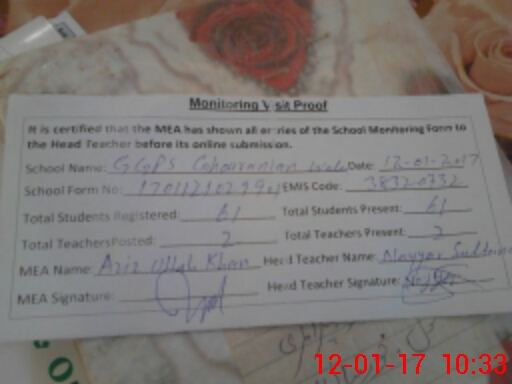 Monitoring Visit Proof
It is certified that the MEA has shown all entries of the School Monitoring Form to
the Head Teacher before its online submission.
School Name: GGPS Date: 12-01-2017
School Form No: EMIS Code: 3832-0732
Total Students Registered: 61 Total Students Present: 61
Total Teachers Posted: 2 Total Teachers Present: 2
MEA Name: Aziz Ullah Khan Head Teacher Name: Nayyar Sultana
MEA Signature: Head Teacher Signature:
12-01-17 10:33